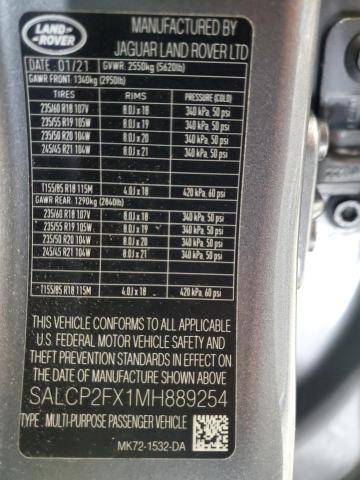 LAND ROVER
MANUFACTURED BY
JAGUAR LAND ROVER LTD
DATE 01/21 GVWR: 2550kg (5620lb)
GAWR FRONT: 1340kg (2950lb)
TIRES RIMS PRESSURE (COLD)
235/60 R18 107V 8.0J x 18 340 kPa, 50 psi
235/55 R19 105W 8.0J x 19 340 kPa, 50 psi
235/50 R20 104W 8.0J x 20 340 kPa, 50 psi
245/45 R21 104W 8.0J x 21 340 kPa, 50 psi
T155/85 R18 115M 4.0J x 18 420 kPa, 60 psi
GAWR REAR: 1290kg (2840lb)
235/60 R18 107V 8.0J x 18 340 kPa, 50 psi
235/55 R19 105W 8.0J x 19 340 kPa, 50 psi
235/50 R20 104W 8.0J x 20 340 kPa, 50 psi
245/45 R21 104W 8.0J x 21 340 kPa, 50 psi
T155/85 R18 115M 4.0J x 18 420 kPa, 60 psi
THIS VEHICLE CONFORMS TO ALL APPLICABLE
U.S. FEDERAL MOTOR VEHICLE SAFETY AND
THEFT PREVENTION STANDARDS IN EFFECT ON
THE DATE OF MANUFACTURE SHOWN ABOVE
SALCP2FX1MH889254
TYPE: MULTI-PURPOSE PASSENGER VEHICLE
MK72-1532-DA